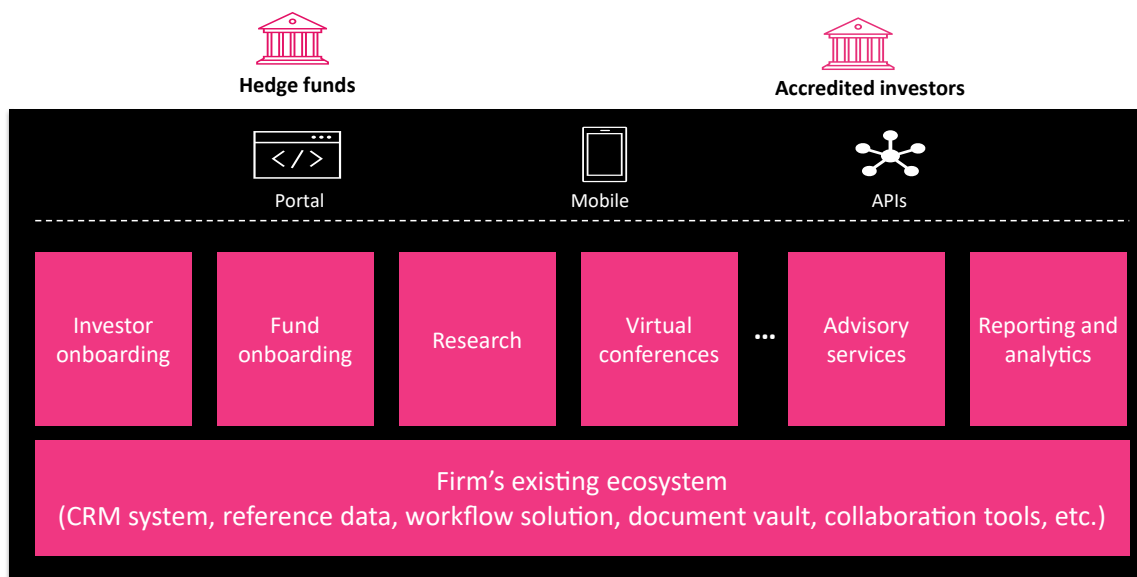 Hedge funds
Accredited investors
</>
Portal
Mobile
APIs
Investor
onboarding
Fund
onboarding
Research
Virtual
conferences
...
Advisory
services
Reporting and
analytics
Firm’s existing ecosystem
(CRM system, reference data, workflow solution, document vault, collaboration tools, etc.)